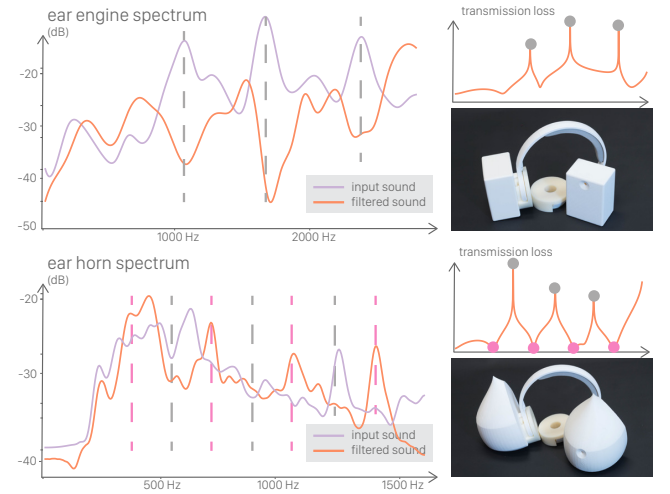 ear engine spectrum
(dB)
-20
-30
-40
-50
1000 Hz
2000 Hz
input sound
filtered sound
transmission loss
ear horn spectrum
(dB)
-20
-30
-40
500 Hz
1000 Hz
1500 Hz
input sound
filtered sound
transmission loss